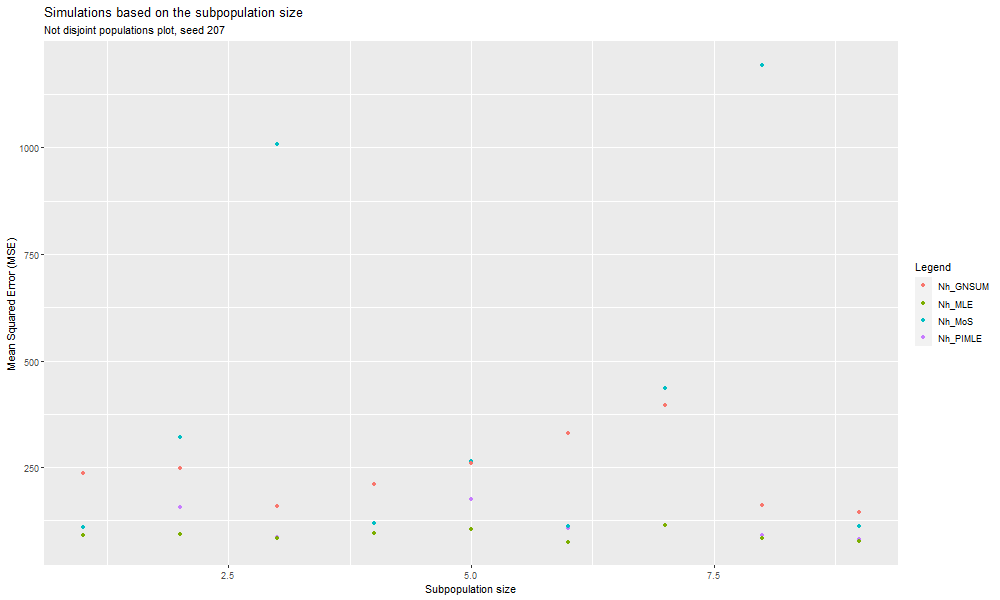 Simulations based on the subpopulation size
Not disjoint populations plot, seed 207
Mean Squared Error (MSE)
1000
750
500
250
2.5
5.0
7.5
Subpopulation size
Legend
Nh_GNSUM
Nh_MLE
Nh_MoS
Nh_PIMLE